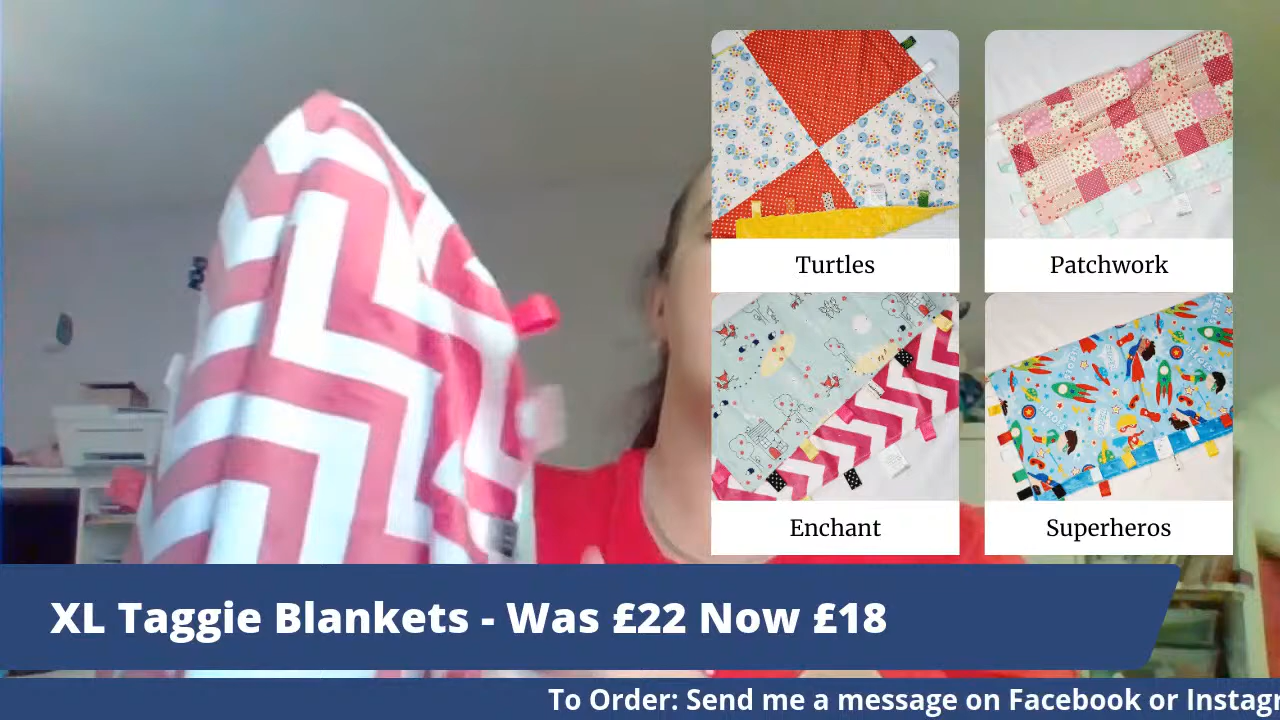 Turtles
Patchwork
Enchant
Superheros
XL Taggie Blankets - Was £22 Now £18
To Order: Send me a message on Facebook or Instagr